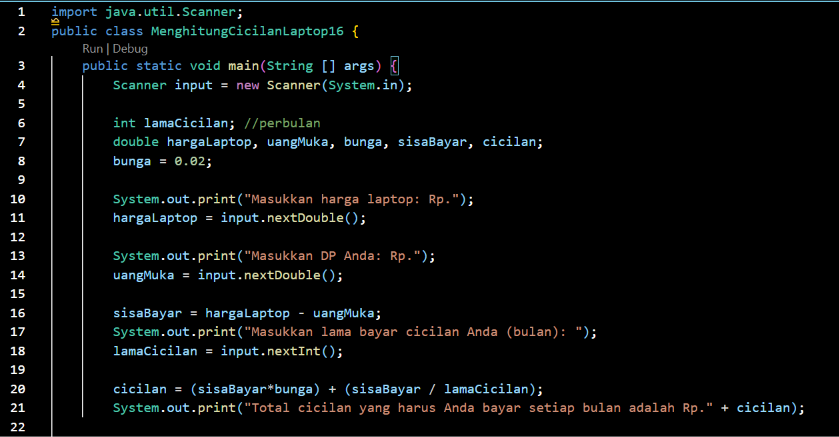 1 import java.util.Scanner;
2 public class MenghitungCicilanLaptop16 {
Run | Debug
3 public static void main(String [] args) {
4 Scanner input = new Scanner(System.in);
5
6 int lamaCicilan; //perbulan
7 double hargaLaptop, uangMuka, bunga, sisaBayar, cicilan;
8 bunga = 0.02;
9
10 System.out.print("Masukkan harga laptop: Rp.");
11 hargaLaptop = input.nextDouble();
12
13 System.out.print("Masukkan DP Anda: Rp.");
14 uangMuka = input.nextDouble();
15
16 sisaBayar = hargaLaptop - uangMuka;
17 System.out.print("Masukkan lama bayar cicilan Anda (bulan): ");
18 lamaCicilan = input.nextInt();
19
20 cicilan = (sisaBayar*bunga) + (sisaBayar / lamaCicilan);
21 System.out.print("Total cicilan yang harus Anda bayar setiap bulan adalah Rp." + cicilan);
22